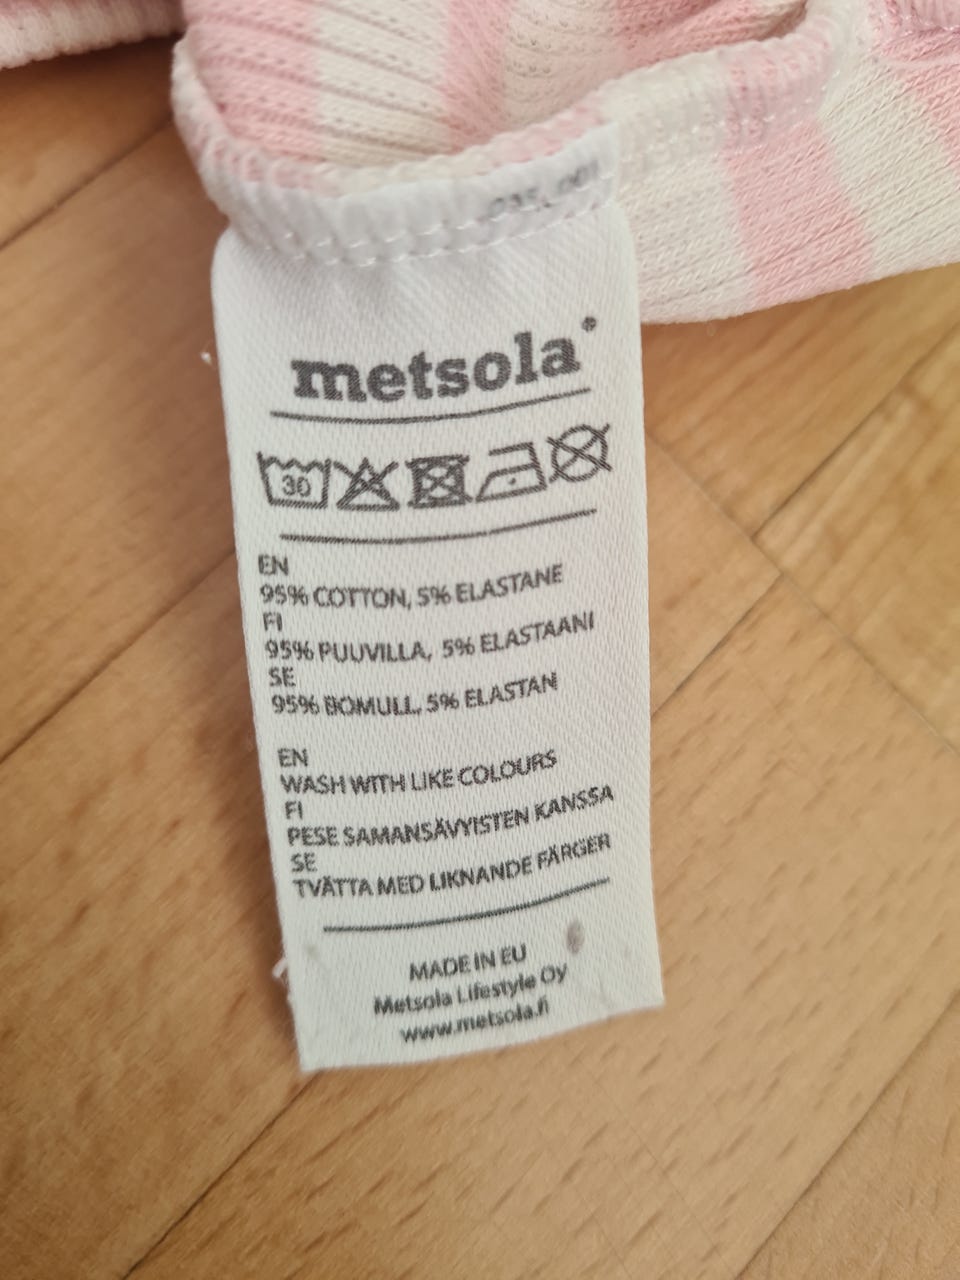 metsola
30
EN
95% COTTON, 5% ELASTANE
FI
95% PUUVILLA, 5% ELASTAANI
SE
95% BOMULL, 5% ELASTAN
EN
WASH WITH LIKE COLOURS
FI
PESE SAMANSÄVYISTEN KANSSA
SE
TVÄTTA MED LIKNANDE FÄRGER
MADE IN EU
Metsola Lifestyle Oy
www.metsola.fi